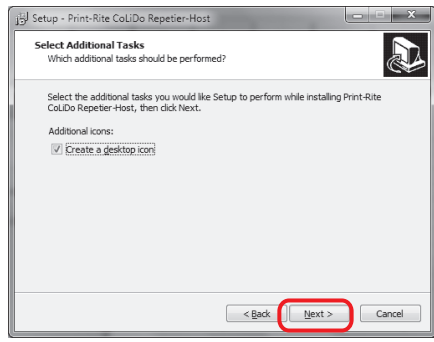 Setup - Print-Rite CoLiDo Repetier-Host
Select Additional Tasks
Which additional tasks should be performed?
Select the additional tasks you would like Setup to perform while installing Print-Rite
CoLiDo Repetier-Host, then click Next.
Additional icons:
Create a desktop icon
< Back Next > Cancel